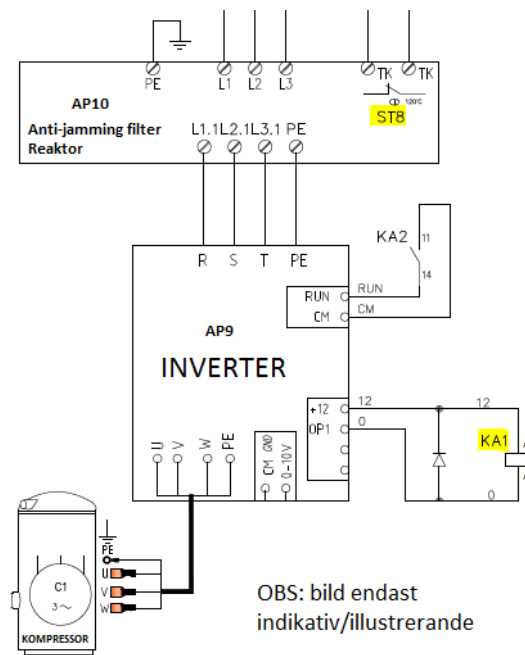 PE
L1
L2
L3
TK
TK
AP10
Anti-jamming filter
Reaktor
120°C
ST8
L1.1
L2.1
L3.1
PE
R
S
T
PE
KA2
11
14
RUN
RUN
CM
CM
AP9
INVERTER
+12
12
12
OP1
0
KA1
0
U
V
W
PE
CM GND
0-10V
PE
U
V
W
C1
3~
KOMPRESSOR
OBS: bild endast
indikativ/illustrerande